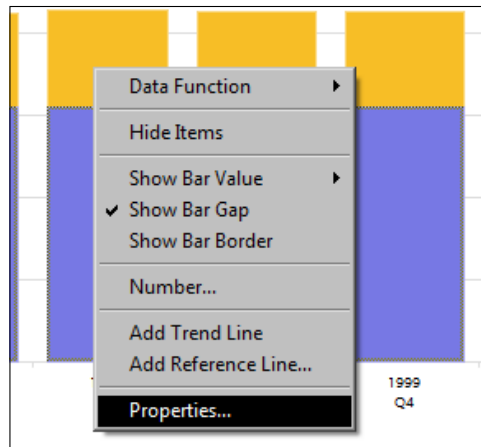 Data Function
Hide Items
Show Bar Value
Show Bar Gap
Show Bar Border
Number...
Add Trend Line
Add Reference Line...
Properties...
1999
Q4